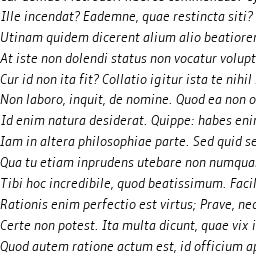 Ille incendat? Eademne, quae restincta siti?
Utinam quidem dicerent alium alio beatiorem
At iste non dolendi status non vocatur volupt
Cur id non ita fit? Collatio igitur ista te nihil
Non laboro, inquit, de nomine. Quod ea non o
Id enim natura desiderat. Quippe: habes enim
Iam in altera philosophiae parte. Sed quid se
Qua tu etiam inprudens utebare non numqua
Tibi hoc incredibile, quod beatissimum. Facil
Rationis enim perfectio est virtus; Prave, nec
Certe non potest. Ita multa dicunt, quae vix i
Quod autem ratione actum est, id officium ap